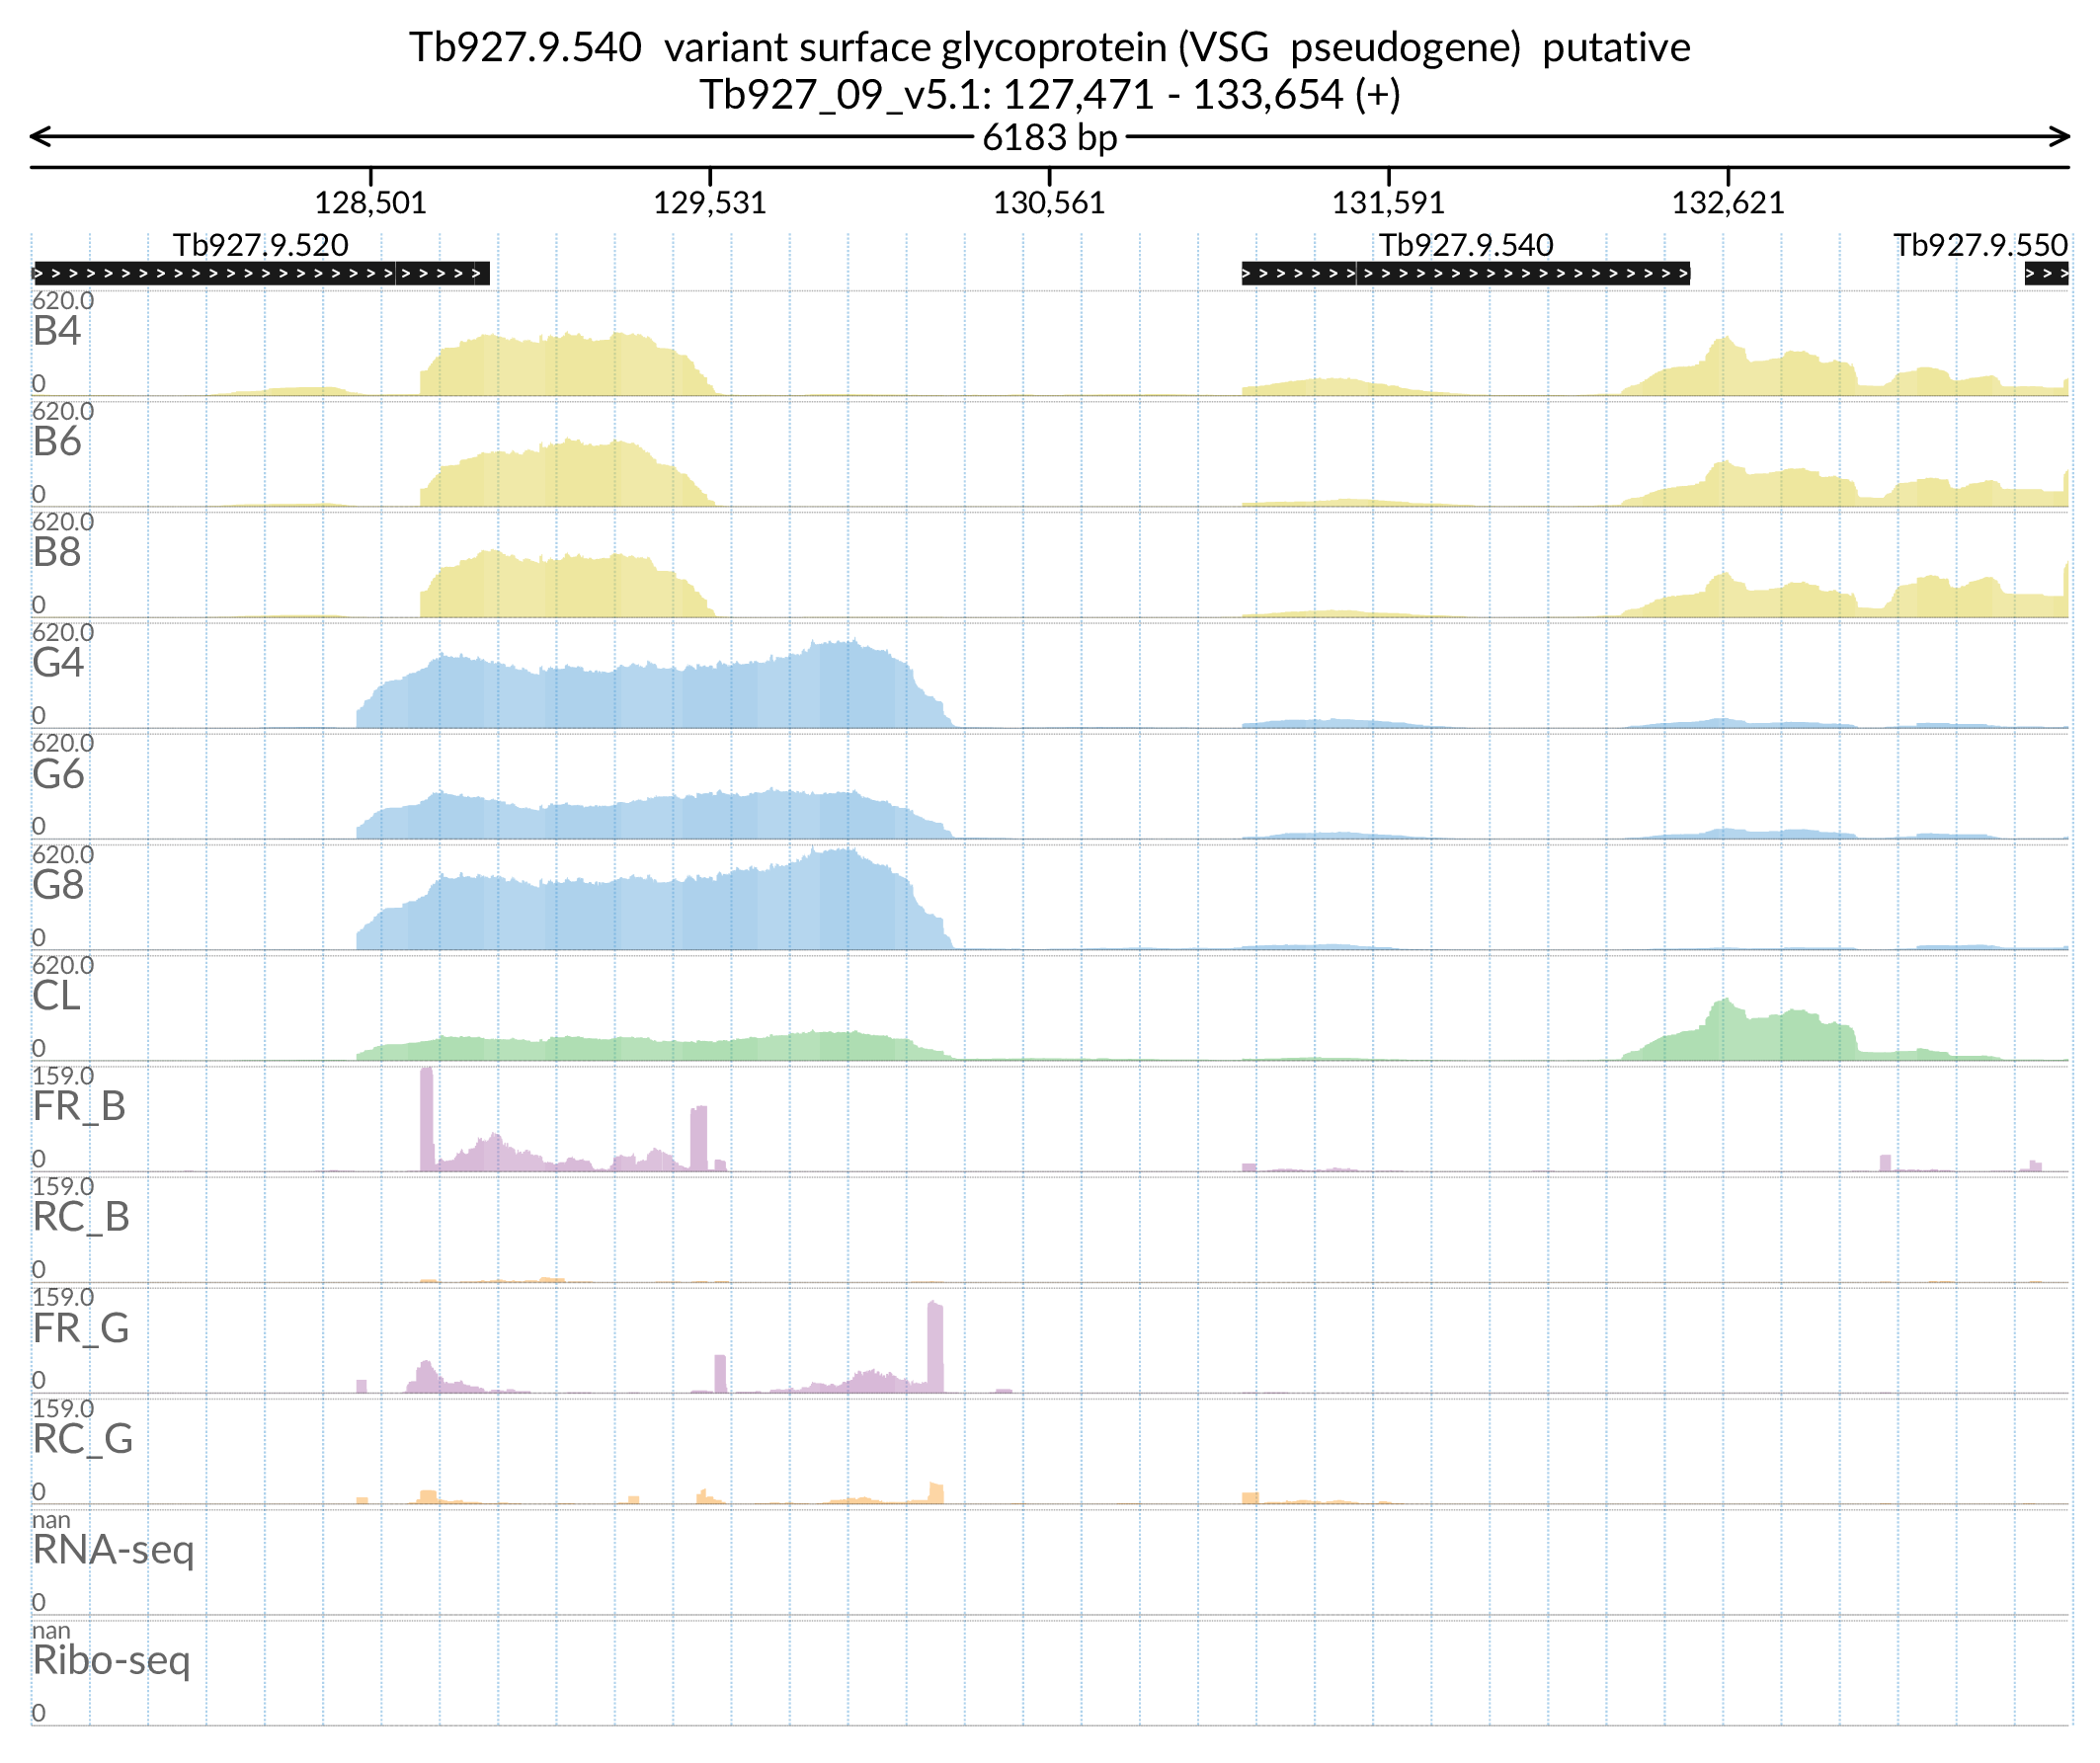 Tb927.9.540  variant surface glycoprotein (VSG  pseudogene)  putative
Tb927_09_v5.1: 127,471 - 133,654 (+)
6183 bp
128,501 129,531 130,561 131,591 132,621
Tb927.9.520 Tb927.9.540 Tb927.9.550
620.0
B4
0
620.0
B6
0
620.0
B8
0
620.0
G4
0
620.0
G6
0
620.0
G8
0
620.0
CL
0
159.0
FR_B
0
159.0
RC_B
0
159.0
FR_G
0
159.0
RC_G
0
nan
RNA-seq
0
nan
Ribo-seq
0